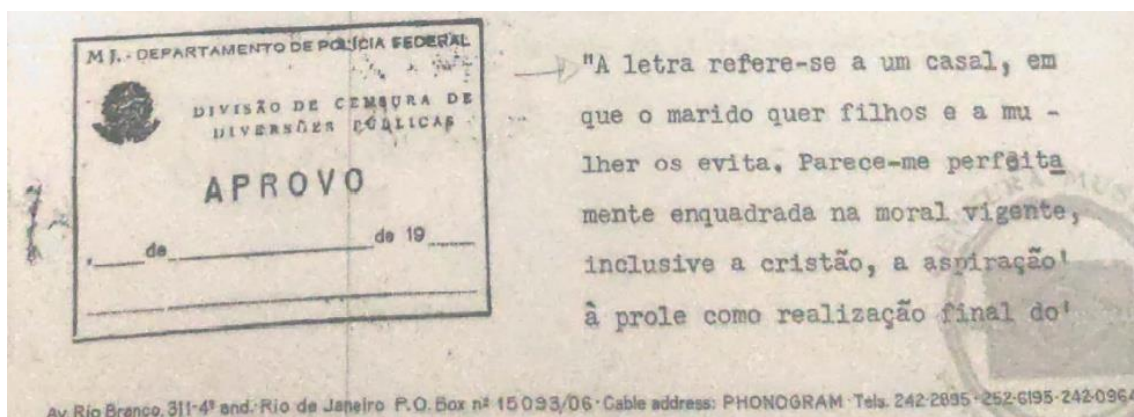 M J. - DEPARTAMENTO DE POLÍCIA FEDERAL
DIVISÃO DE CENSURA DE
DIVERSÕES PÚBLICAS
APROVO
, de de 19
"A letra refere-se a um casal, em
que o marido quer filhos e a mu -
lher os evita. Parece-me perfeita
mente enquadrada na moral vigente,
inclusive a cristão, a aspiração'
à prole como realização final do'
Av Rio Branco, 311-4º and. Rio de Janeiro P.O. Box nº 15093/06 · Cable address: PHONOGRAM · Tels. 242-2895 - 252-6195 - 242-0964